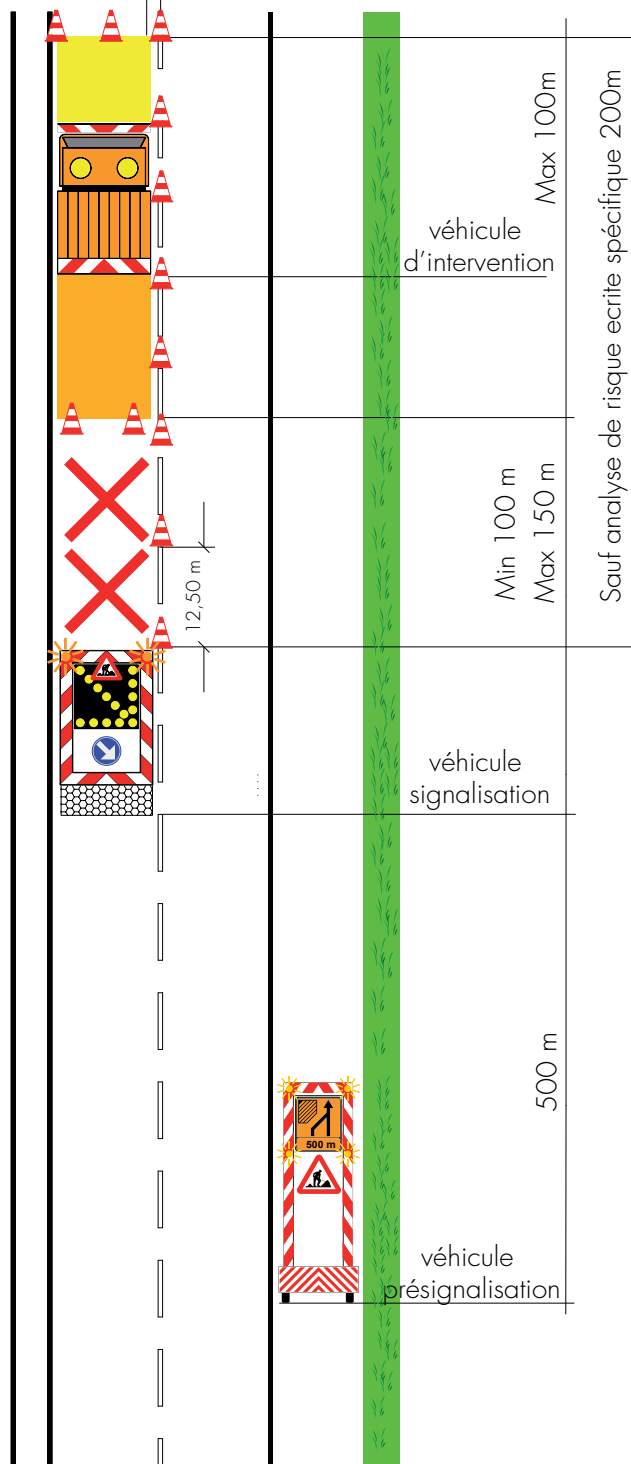 Max 100m
Sauf analyse de risque ecrite spécifique 200m
véhicule
d’intervention
Min 100 m
Max 150 m
12,50 m
véhicule
signalisation
....
500 m
500 m
véhicule
présignalisation